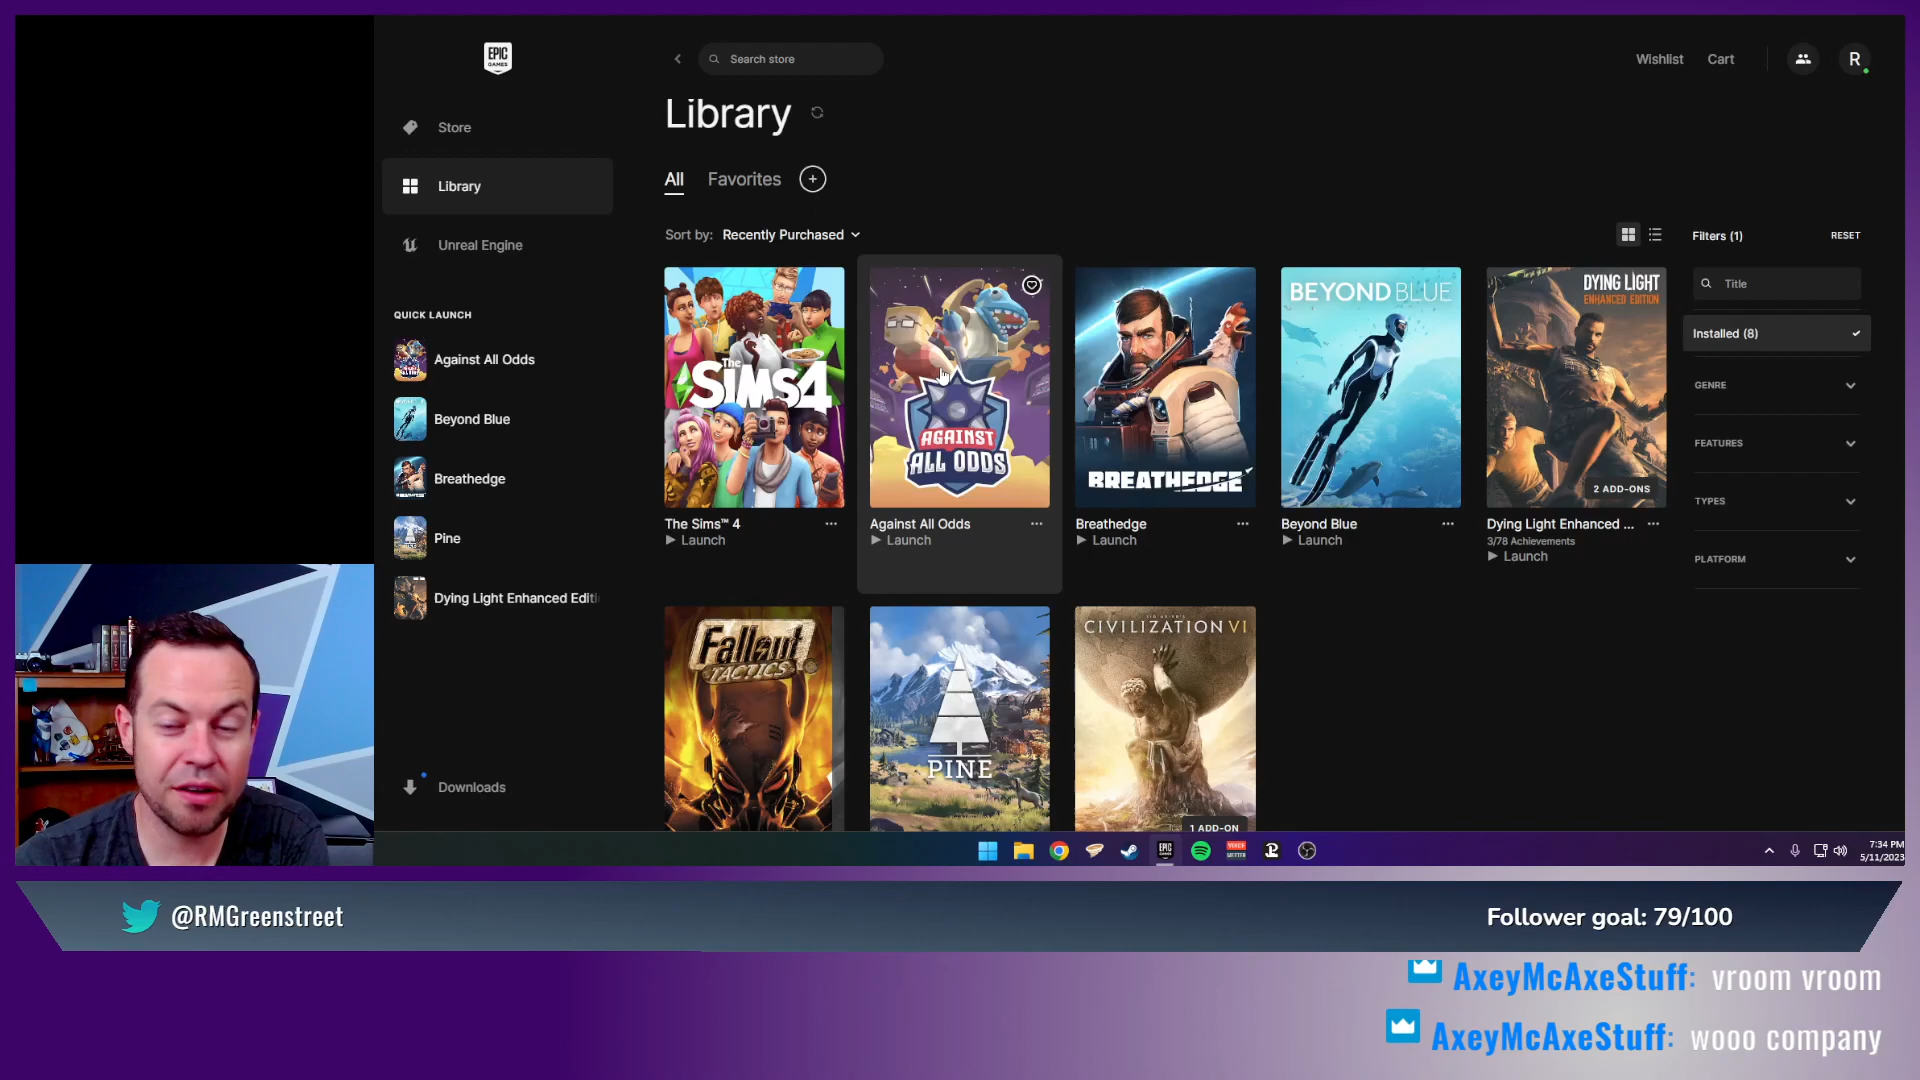 EPIC
GAMES
Search store
Wishlist
Cart
R
Store
Library
Unreal Engine
QUICK LAUNCH
Against All Odds
Beyond Blue
Breathedge
Pine
Dying Light Enhanced Editi
Downloads
Library
All
Favorites
Sort by: Recently Purchased
Filters (1)
RESET
Title
Installed (8)
GENRE
FEATURES
TYPES
PLATFORM
The
SIMS 4
The Sims™ 4
Launch
AGAINST
ALL ODDS
Against All Odds
Launch
BREATHEDGE
Breathedge
Launch
BEYOND BLUE
Beyond Blue
Launch
DYING LIGHT
ENHANCED EDITION
2 ADD-ONS
Dying Light Enhanced ...
3/78 Achievements
Launch
Fallout
TACTICS
PINE
CIVILIZATION VI
1 ADD-ON
EPIC
7:34 PM
5/11/2023
@RMGreenstreet
Follower goal: 79/100
AxeyMcAxeStuff: vroom vroom
AxeyMcAxeStuff: wooo company